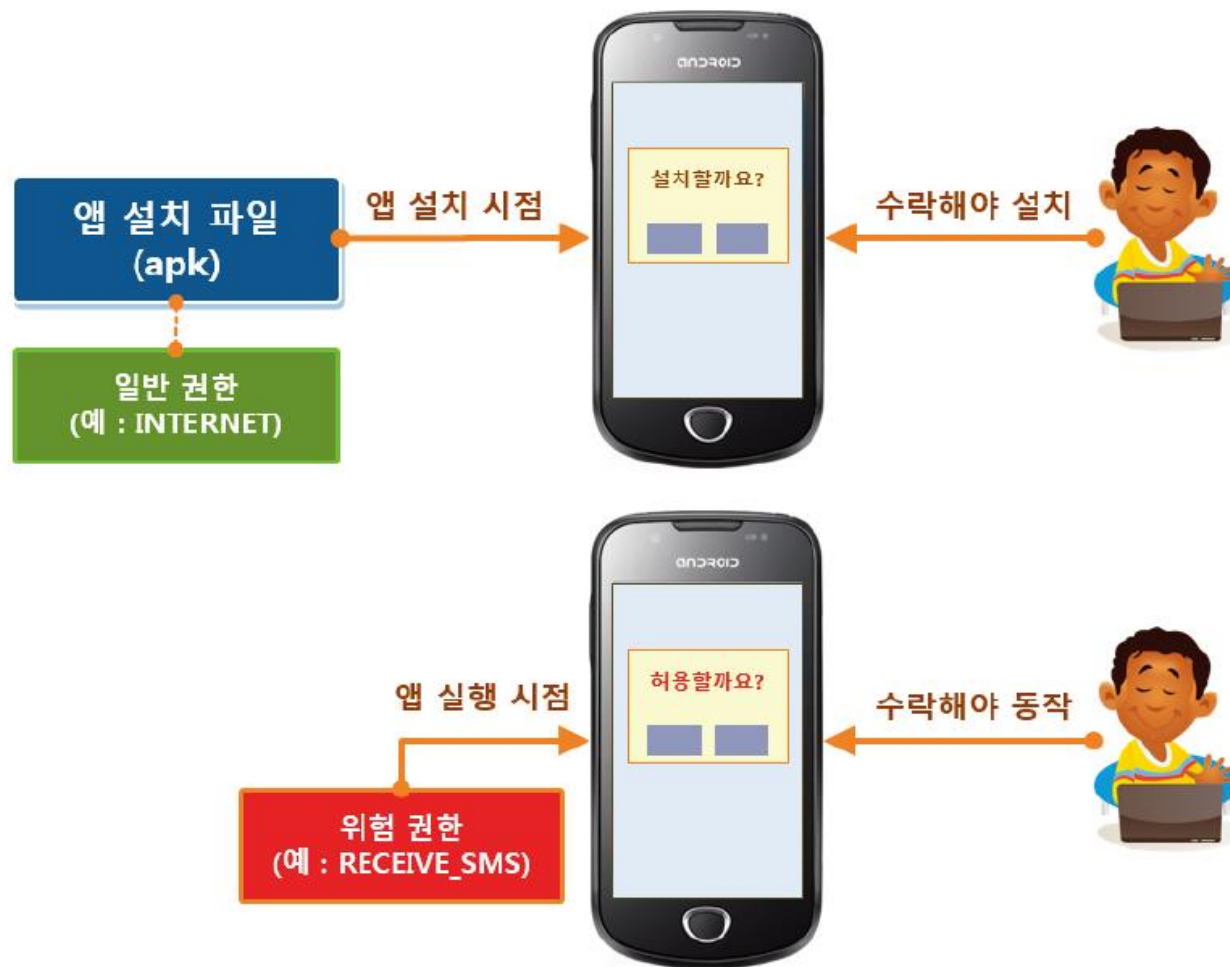 ANDROID
설치할까요?
앱 설치 파일
(apk)
앱 설치 시점
수락해야 설치
일반 권한
(예 : INTERNET)
ANDROID
허용할까요?
앱 실행 시점
수락해야 동작
위험 권한
(예 : RECEIVE_SMS)